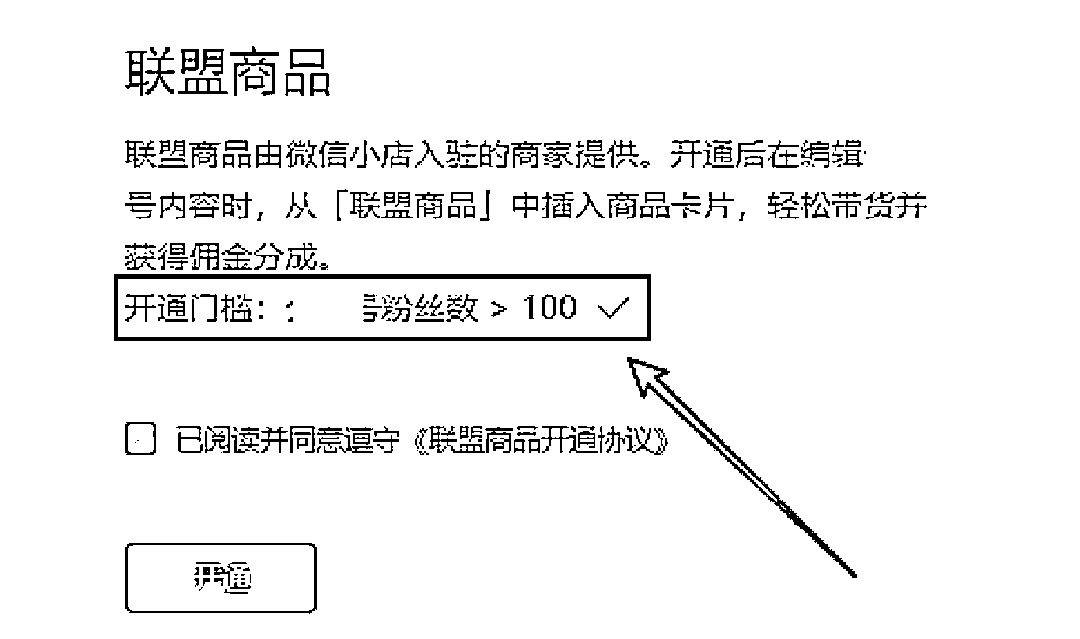 联盟商品
联盟商品由微信小店入驻的商家提供。开通后在编辑
号内容时，从「联盟商品」中插入商品卡片，轻松带货并
获得佣金分成。
开通门槛： 粉丝数 > 100 ✓
已阅读并同意遵守《联盟商品开通协议》
开通